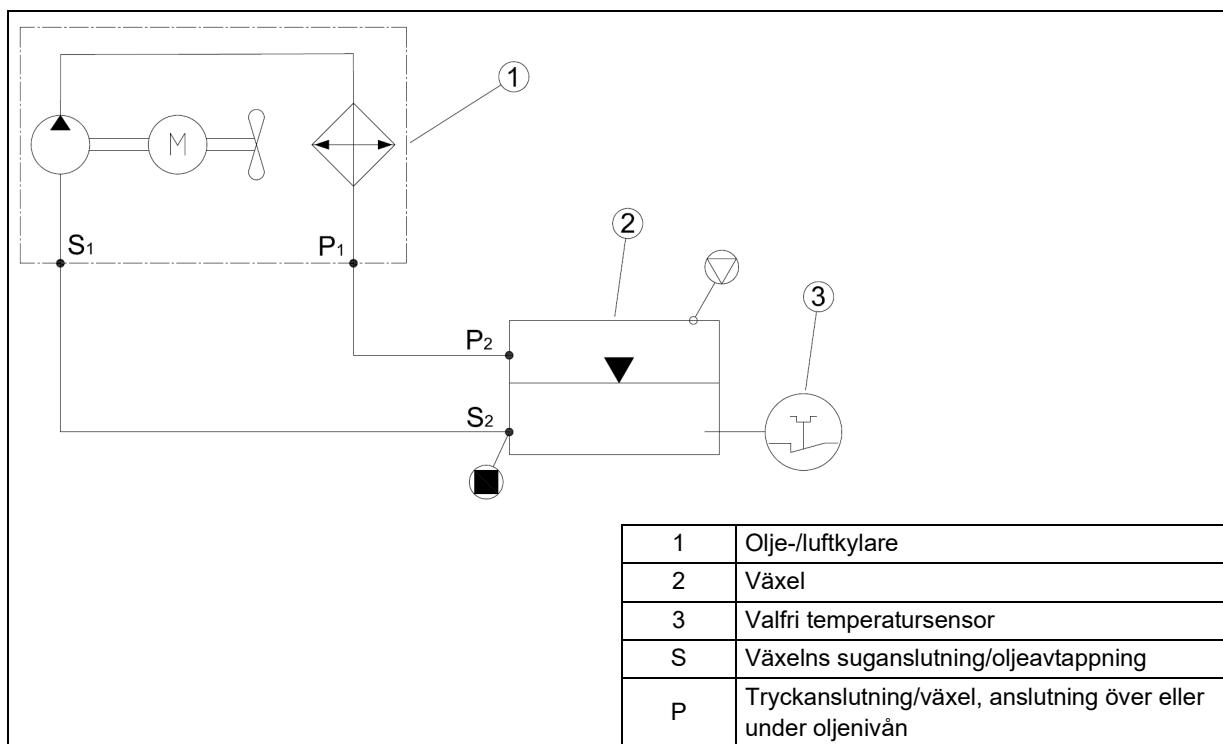 1
M
S1
P1
2
3
P2
S2
1 Olje-/luftkylare
2 Växel
3 Valfri temperatursensor
S Växelns suganslutning/oljeavtappning
P Tryckanslutning/växel, anslutning över eller
under oljenivån